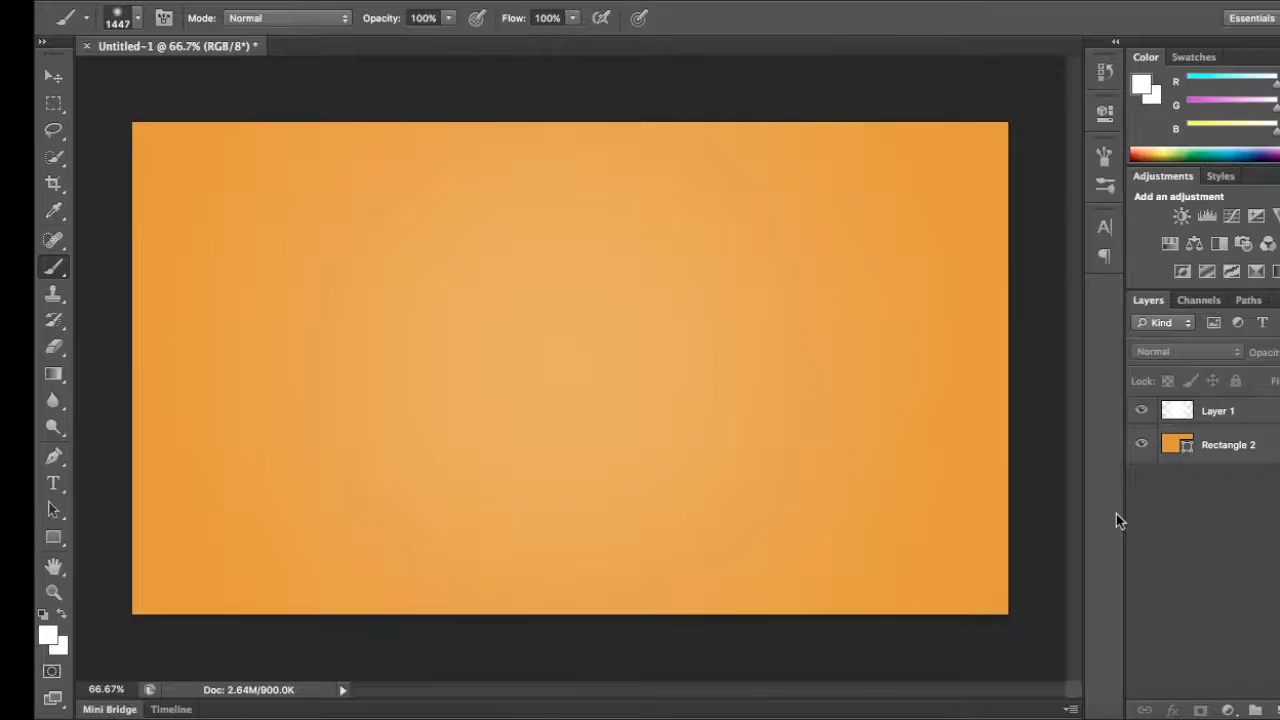 1447
Mode: Normal
Opacity: 100%
Flow: 100%
Essentials
Untitled-1 @ 66.7% (RGB/8*) *
Color Swatches
R
G
B
Adjustments Styles
Add an adjustment
A
Layers Channels Paths
Kind
T
Normal
Lock:
Layer 1
Rectangle 2
T
66.67%
Doc: 2.64M/900.0K
Mini Bridge Timeline